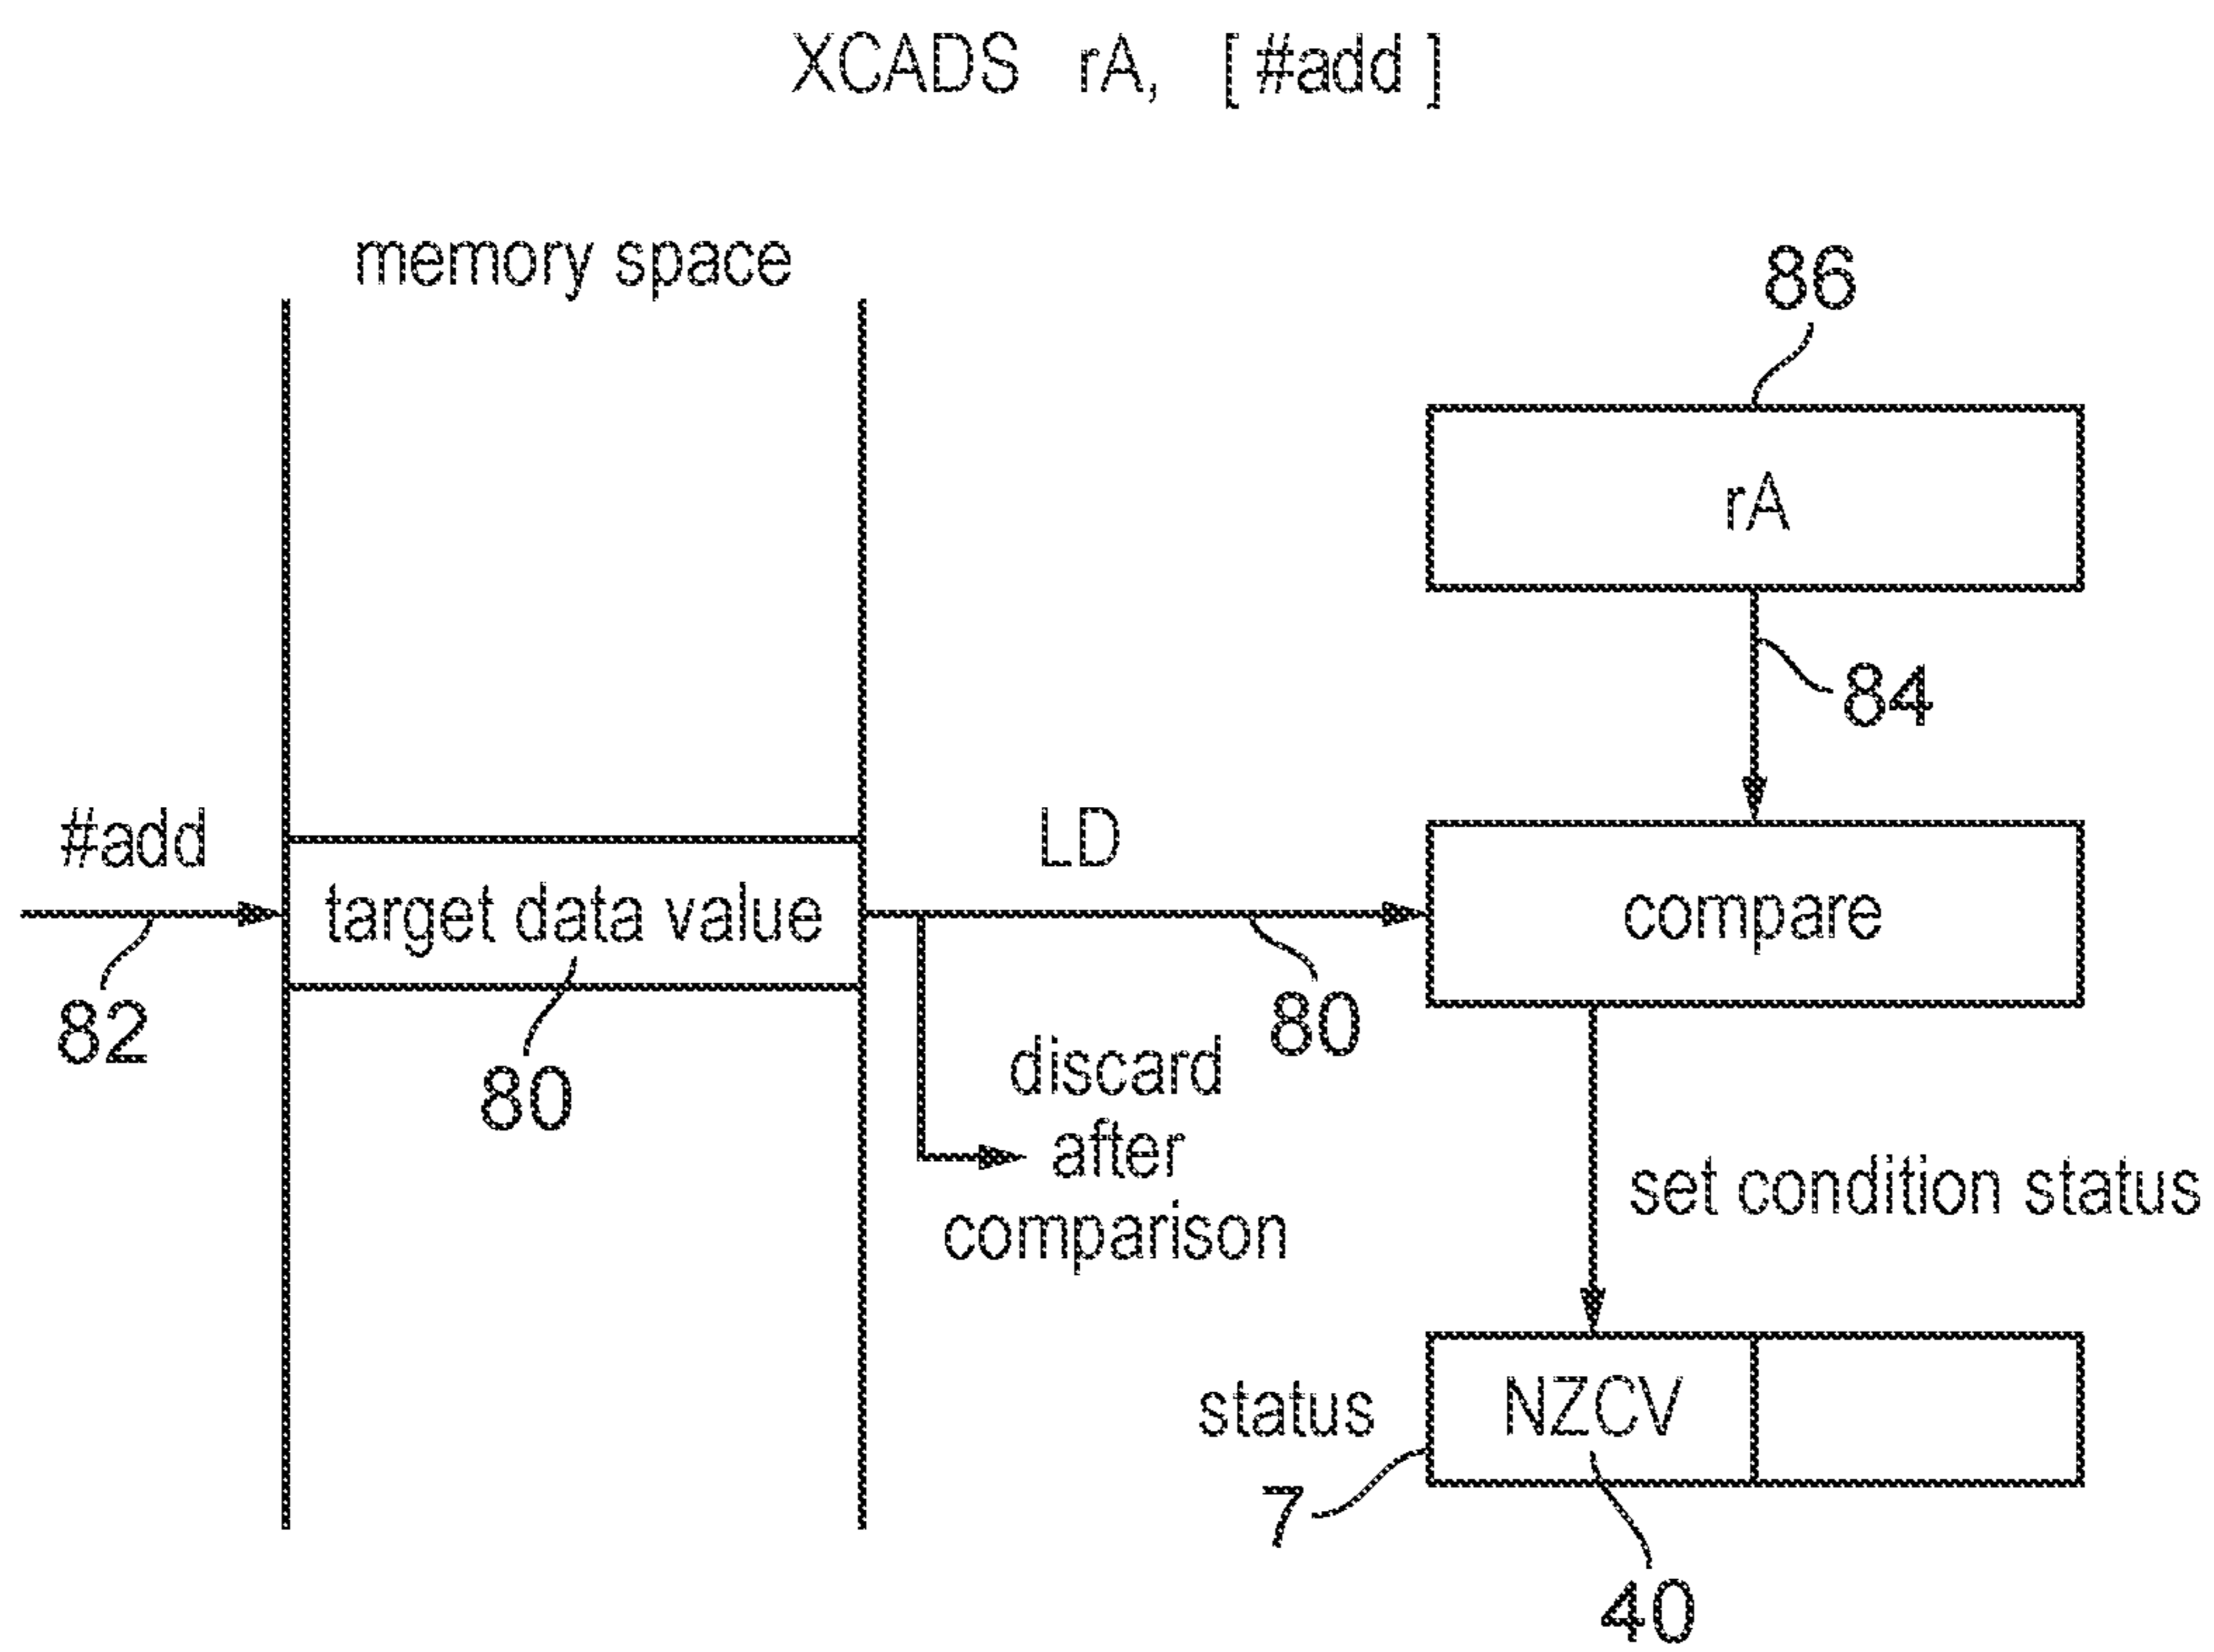 XCADS rA, [ #add ]
memory space
86
rA
84
#add
LD
target data value
compare
82
80
80
discard
after
comparison
set condition status
status
NZCV
7
40